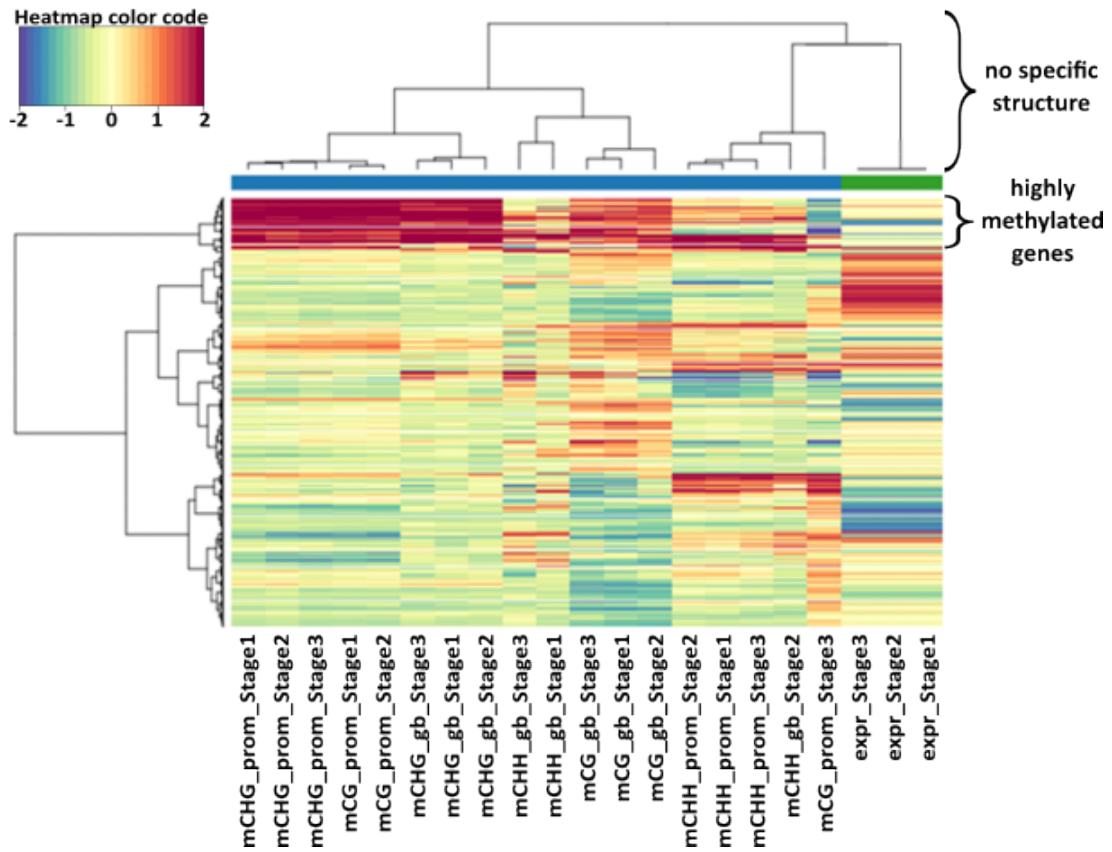 Heatmap color code
-2 -1 0 1 2
no specific
structure
highly
methylated
genes
mCHG_prom_Stage1
mCHG_prom_Stage2
mCHG_prom_Stage3
mCG_prom_Stage1
mCG_prom_Stage2
mCHG_gb_Stage3
mCHG_gb_Stage1
mCHG_gb_Stage2
mCHH_gb_Stage3
mCHH_gb_Stage1
mCG_gb_Stage3
mCG_gb_Stage1
mCG_gb_Stage2
mCHH_prom_Stage2
mCHH_prom_Stage1
mCHH_prom_Stage3
mCHH_gb_Stage2
mCG_prom_Stage3
expr_Stage3
expr_Stage2
expr_Stage1